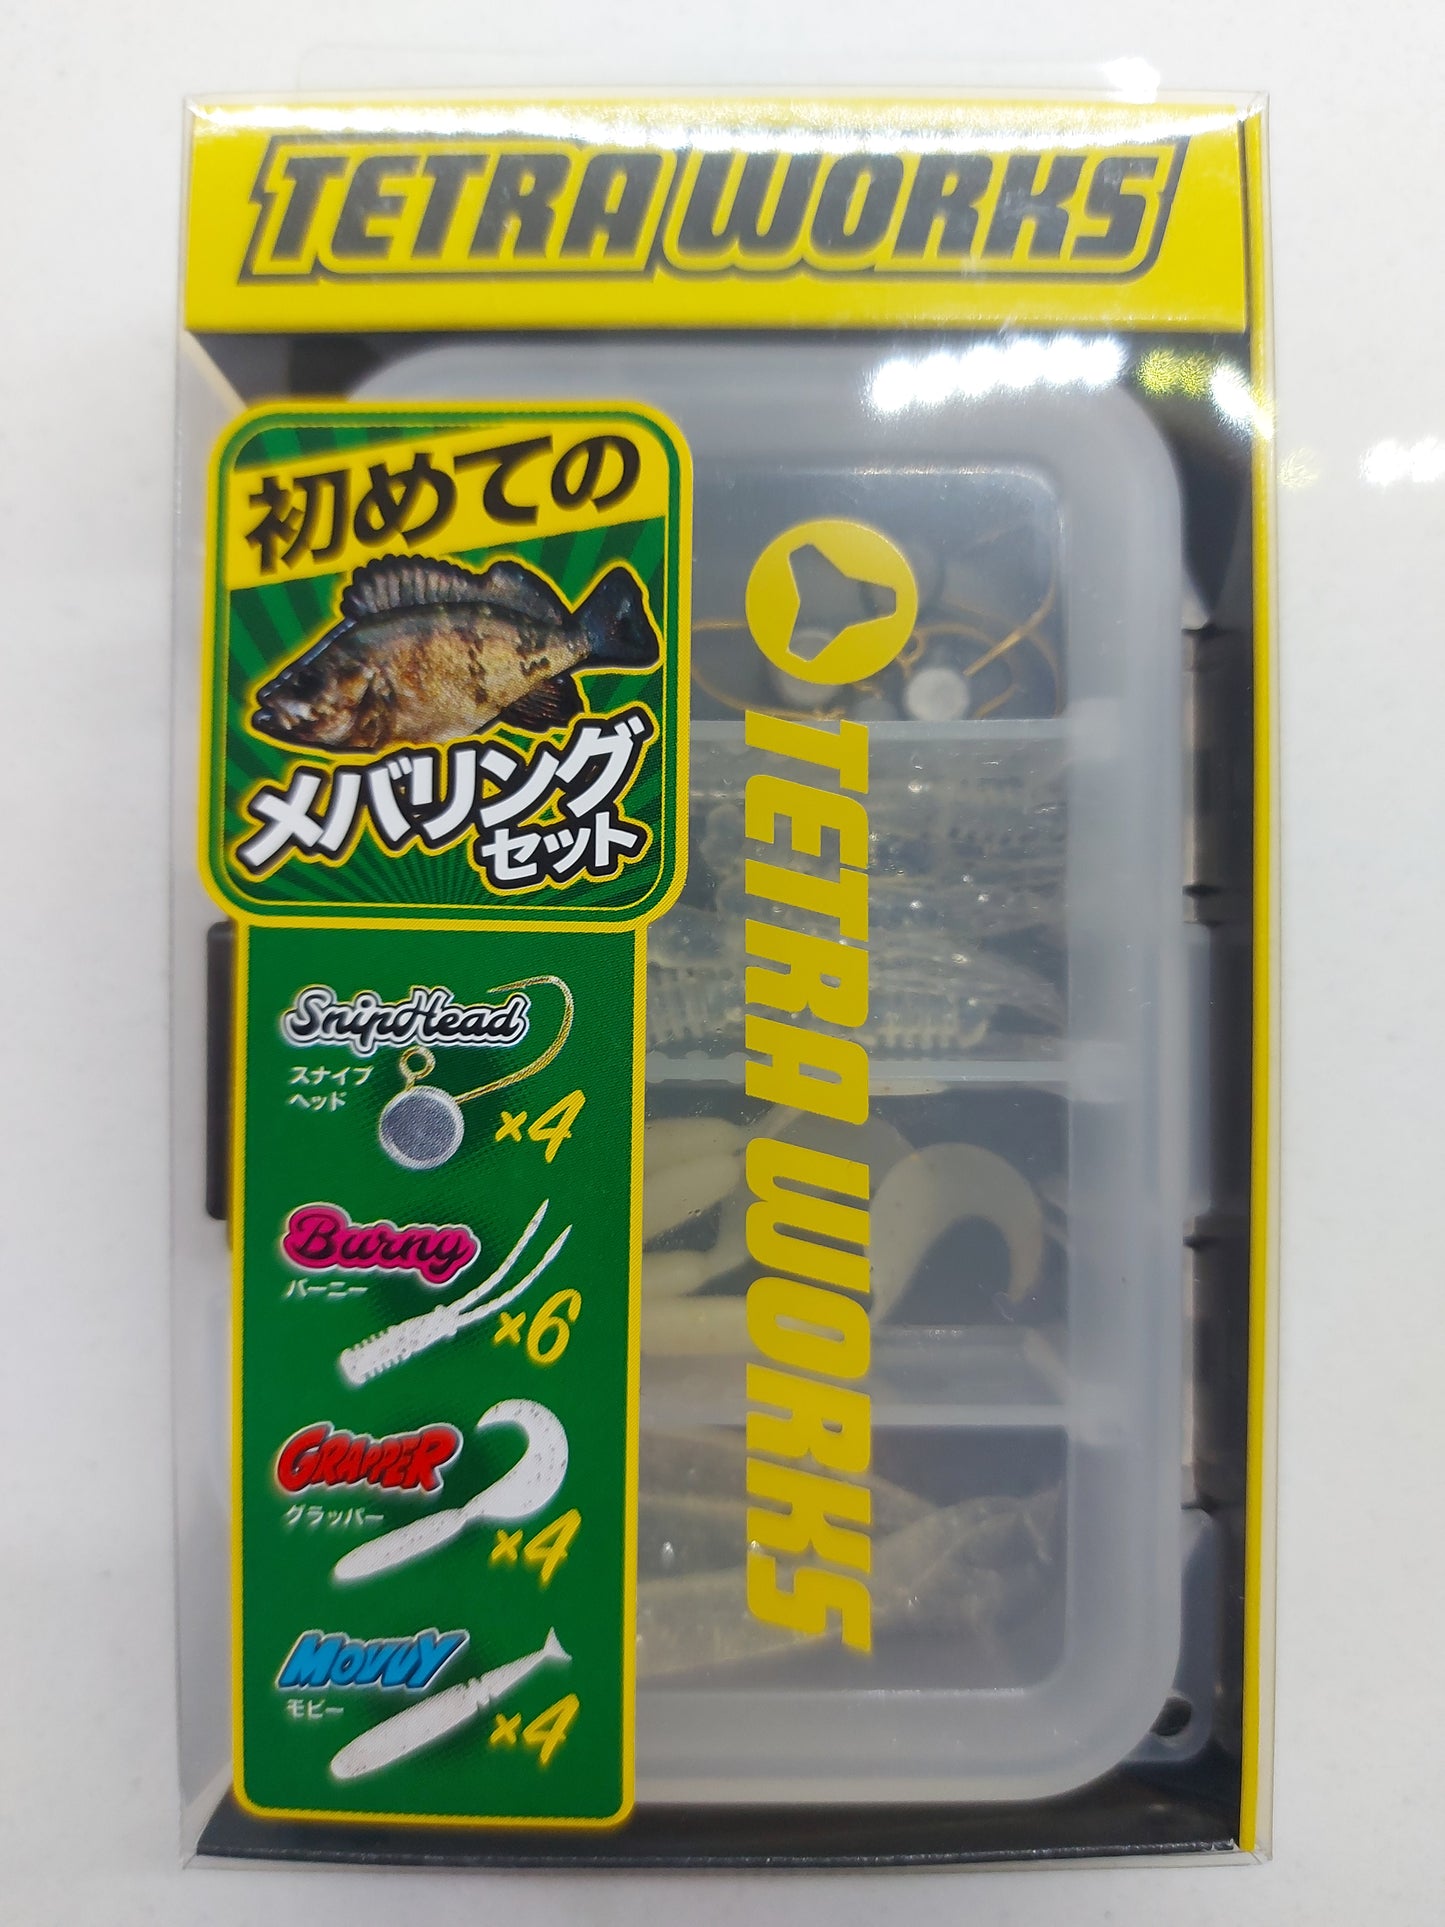 TETRA WORKS
初めての
メバリング
セット
SnipHead
スナイプ
ヘッド
×4
Burny
バーニー
×6
GRAPPER
グラッパー
×4
MOVVY
モビー
×4
TETRA WORKS